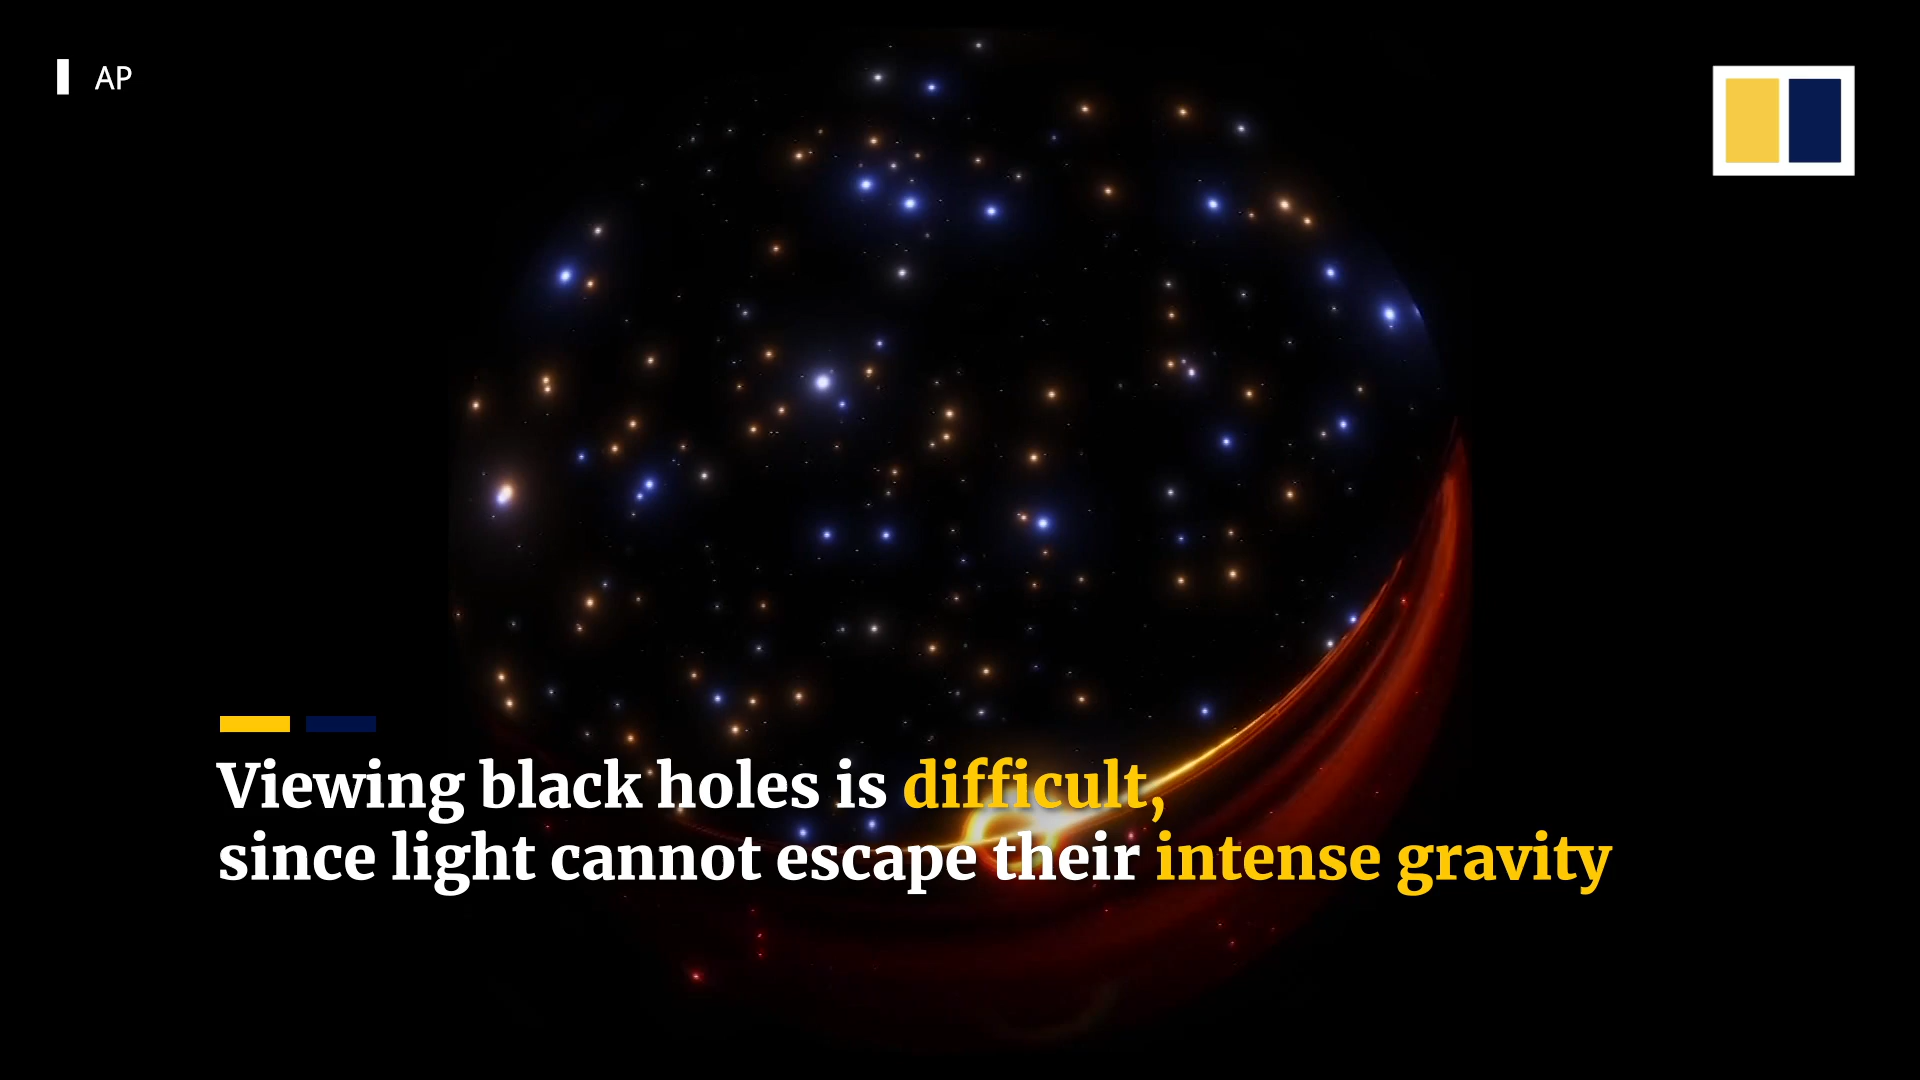 AP
Viewing black holes is difficult,
since light cannot escape their intense gravity